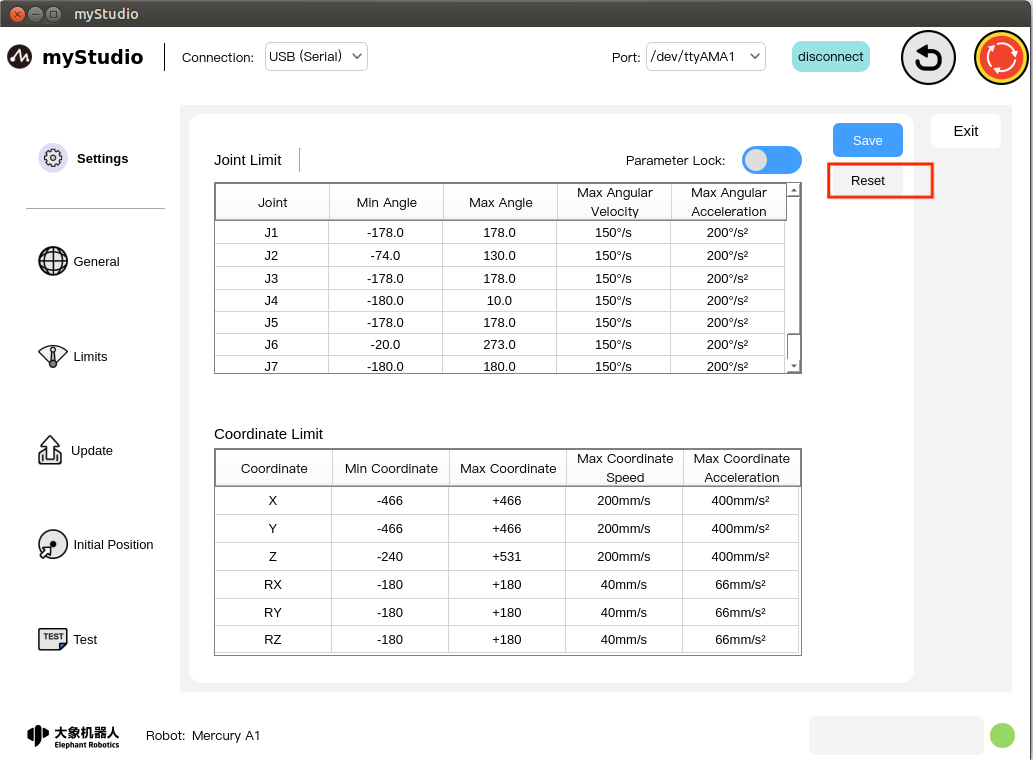 myStudio
myStudio
Connection: USB (Serial)
Port: /dev/ttyAMA1
disconnect
Settings
General
Limits
Update
Initial Position
TEST
Test
Joint Limit
Parameter Lock:
Save
Reset
Exit
Joint Min Angle Max Angle Max Angular Velocity Max Angular Acceleration
J1 -178.0 178.0 150°/s 200°/s²
J2 -74.0 130.0 150°/s 200°/s²
J3 -178.0 178.0 150°/s 200°/s²
J4 -180.0 10.0 150°/s 200°/s²
J5 -178.0 178.0 150°/s 200°/s²
J6 -20.0 273.0 150°/s 200°/s²
J7 -180.0 180.0 150°/s 200°/s²
Coordinate Limit
Coordinate Min Coordinate Max Coordinate Max Coordinate Speed Max Coordinate Acceleration
X -466 +466 200mm/s 400mm/s²
Y -466 +466 200mm/s 400mm/s²
Z -240 +531 200mm/s 400mm/s²
RX -180 +180 40mm/s 66mm/s²
RY -180 +180 40mm/s 66mm/s²
RZ -180 +180 40mm/s 66mm/s²
大象机器人
Elephant Robotics
Robot: Mercury A1